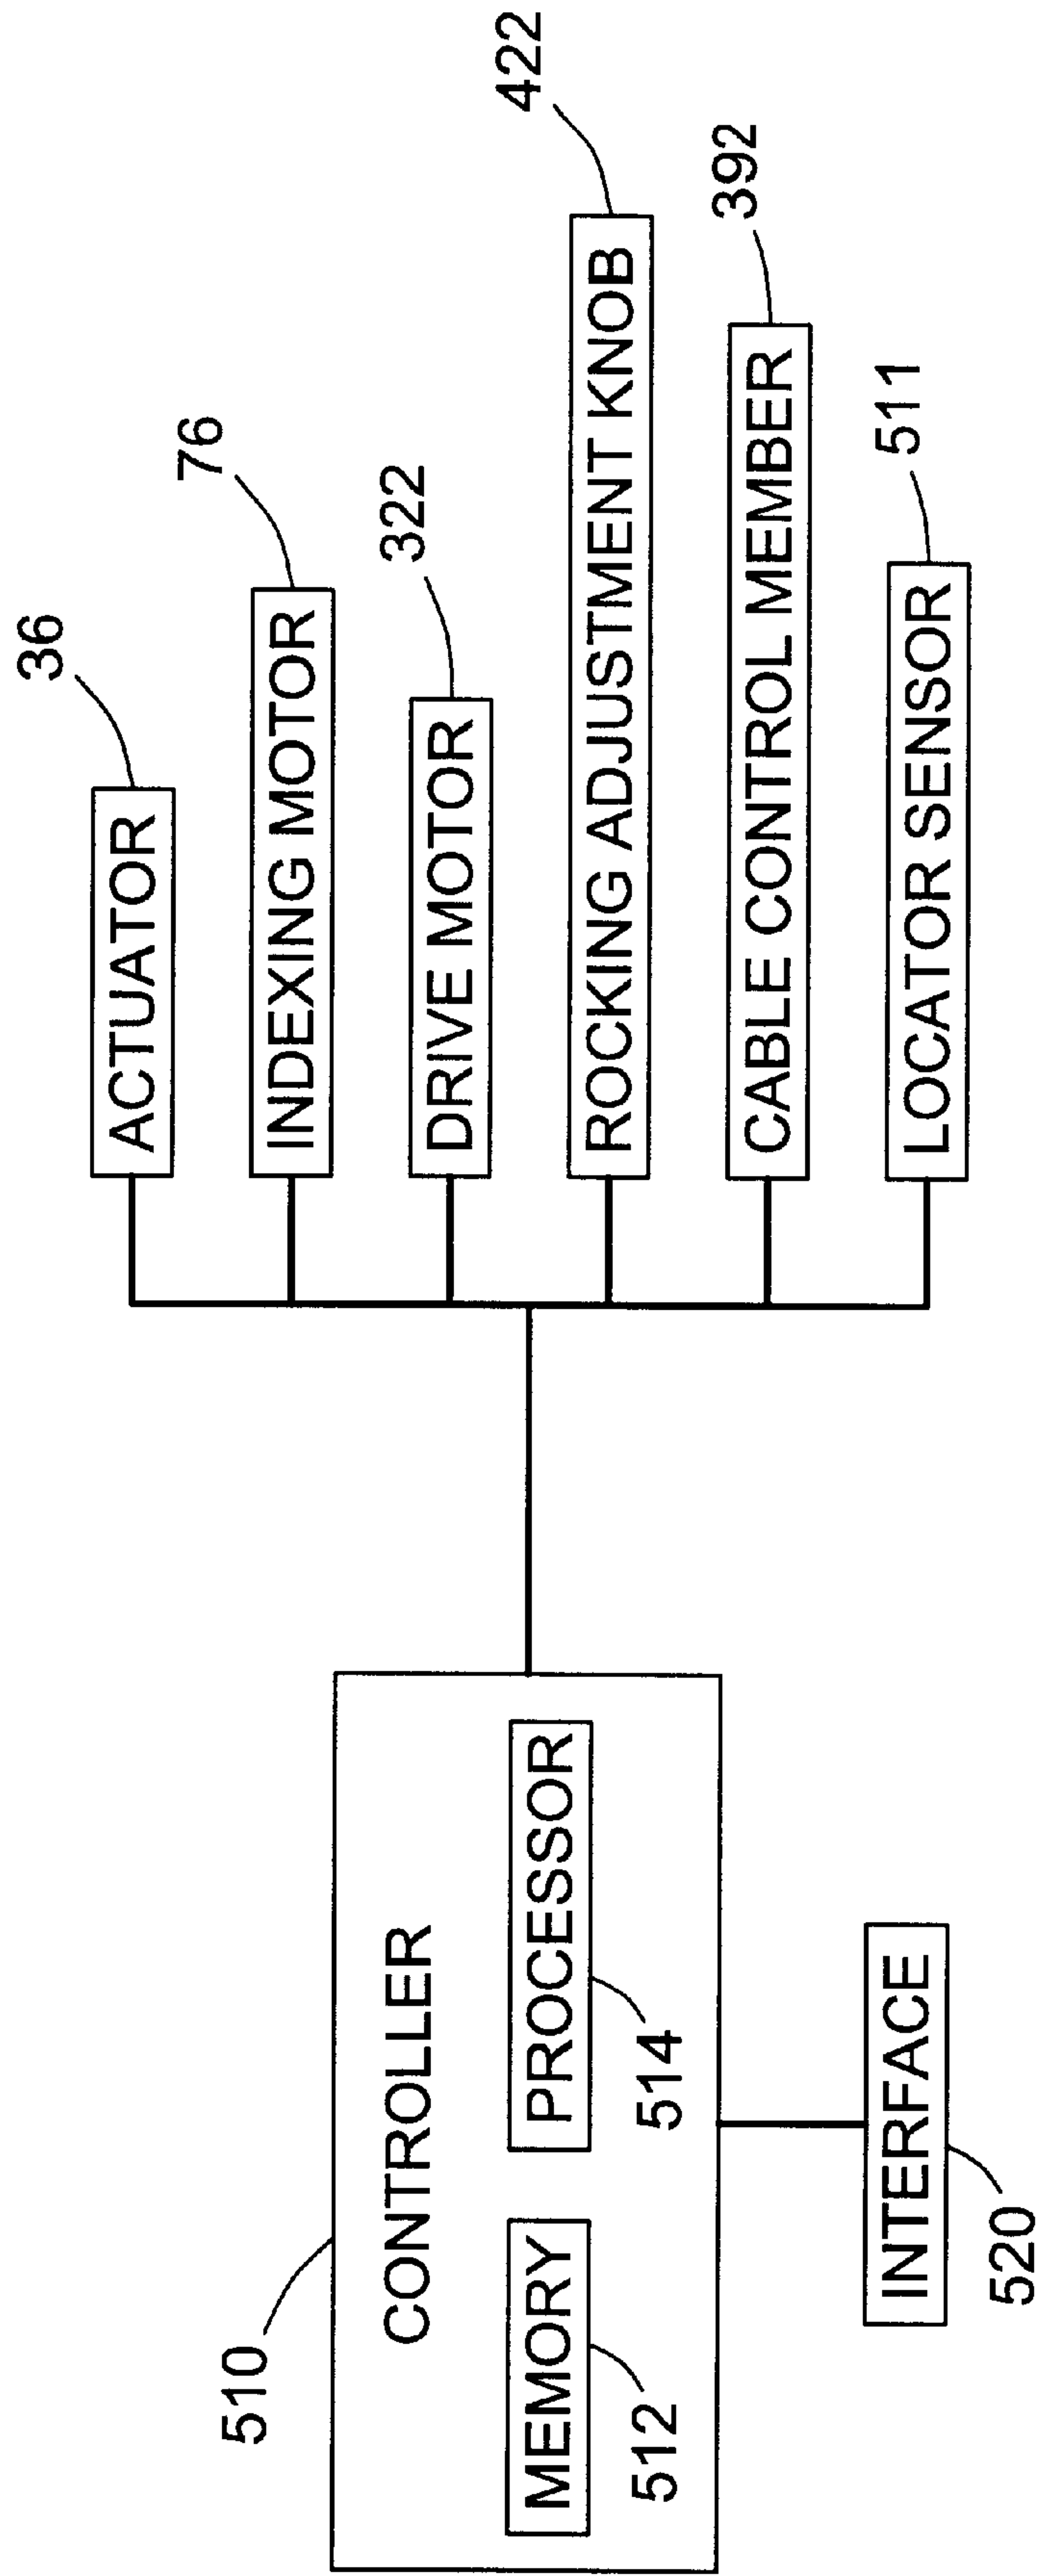 510
CONTROLLER
MEMORY
512
PROCESSOR
514
INTERFACE
520
36
ACTUATOR
76
INDEXING MOTOR
322
DRIVE MOTOR
422
ROCKING ADJUSTMENT KNOB
392
CABLE CONTROL MEMBER
511
LOCATOR SENSOR